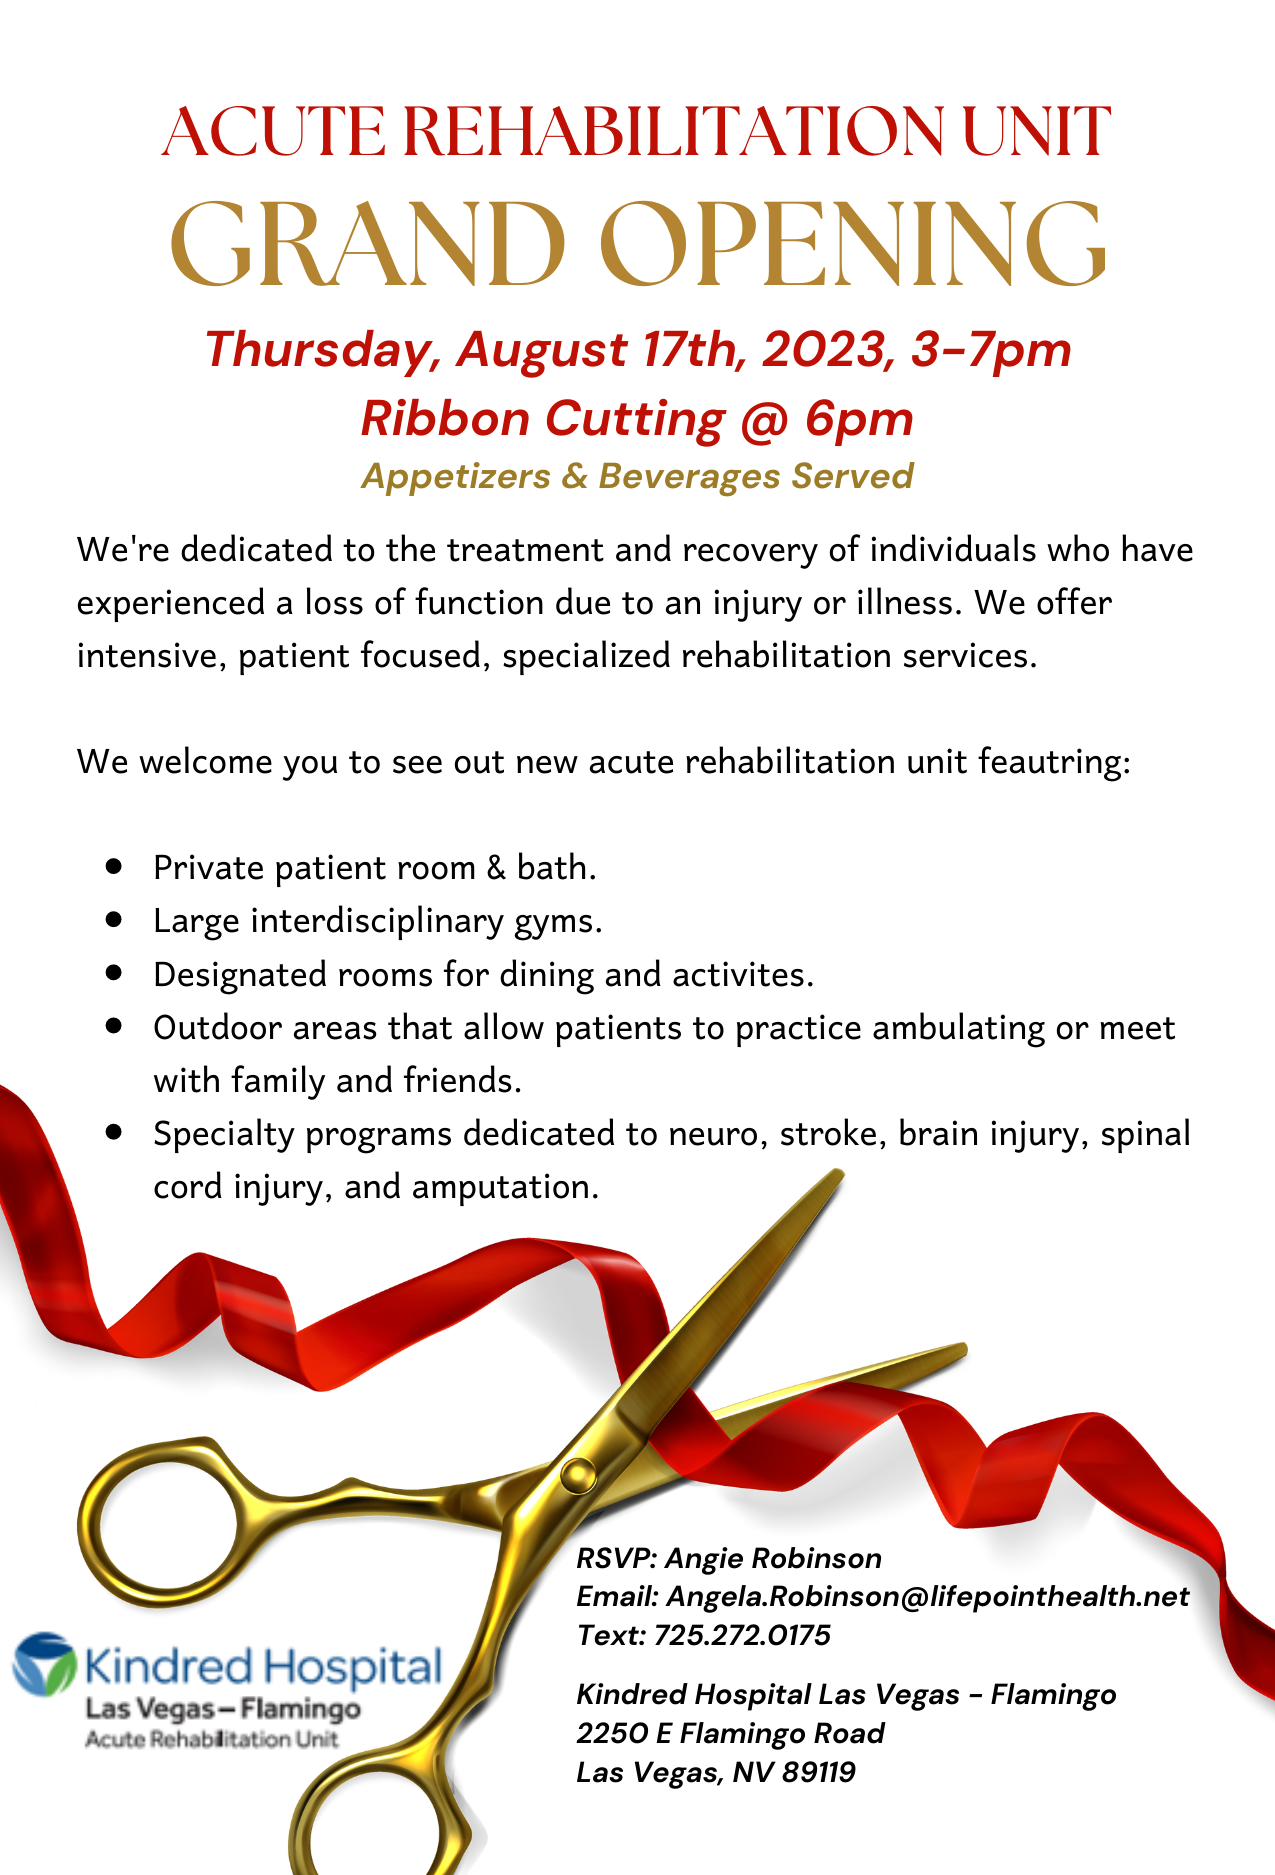 ACUTE REHABILITATION UNIT
GRAND OPENING
Thursday, August 17th, 2023, 3-7pm
Ribbon Cutting @ 6pm
Appetizers & Beverages Served
We're dedicated to the treatment and recovery of individuals who have
experienced a loss of function due to an injury or illness. We offer
intensive, patient focused, specialized rehabilitation services.
We welcome you to see out new acute rehabilitation unit feautring:
• Private patient room & bath.
• Large interdisciplinary gyms.
• Designated rooms for dining and activites.
• Outdoor areas that allow patients to practice ambulating or meet
with family and friends.
• Specialty programs dedicated to neuro, stroke, brain injury, spinal
cord injury, and amputation.
RSVP: Angie Robinson
Email: Angela.Robinson@lifepointhealth.net
Text: 725.272.0175
Kindred Hospital Las Vegas - Flamingo
2250 E Flamingo Road
Las Vegas, NV 89119
Kindred Hospital
Las Vegas – Flamingo
Acute Rehabilitation Unit